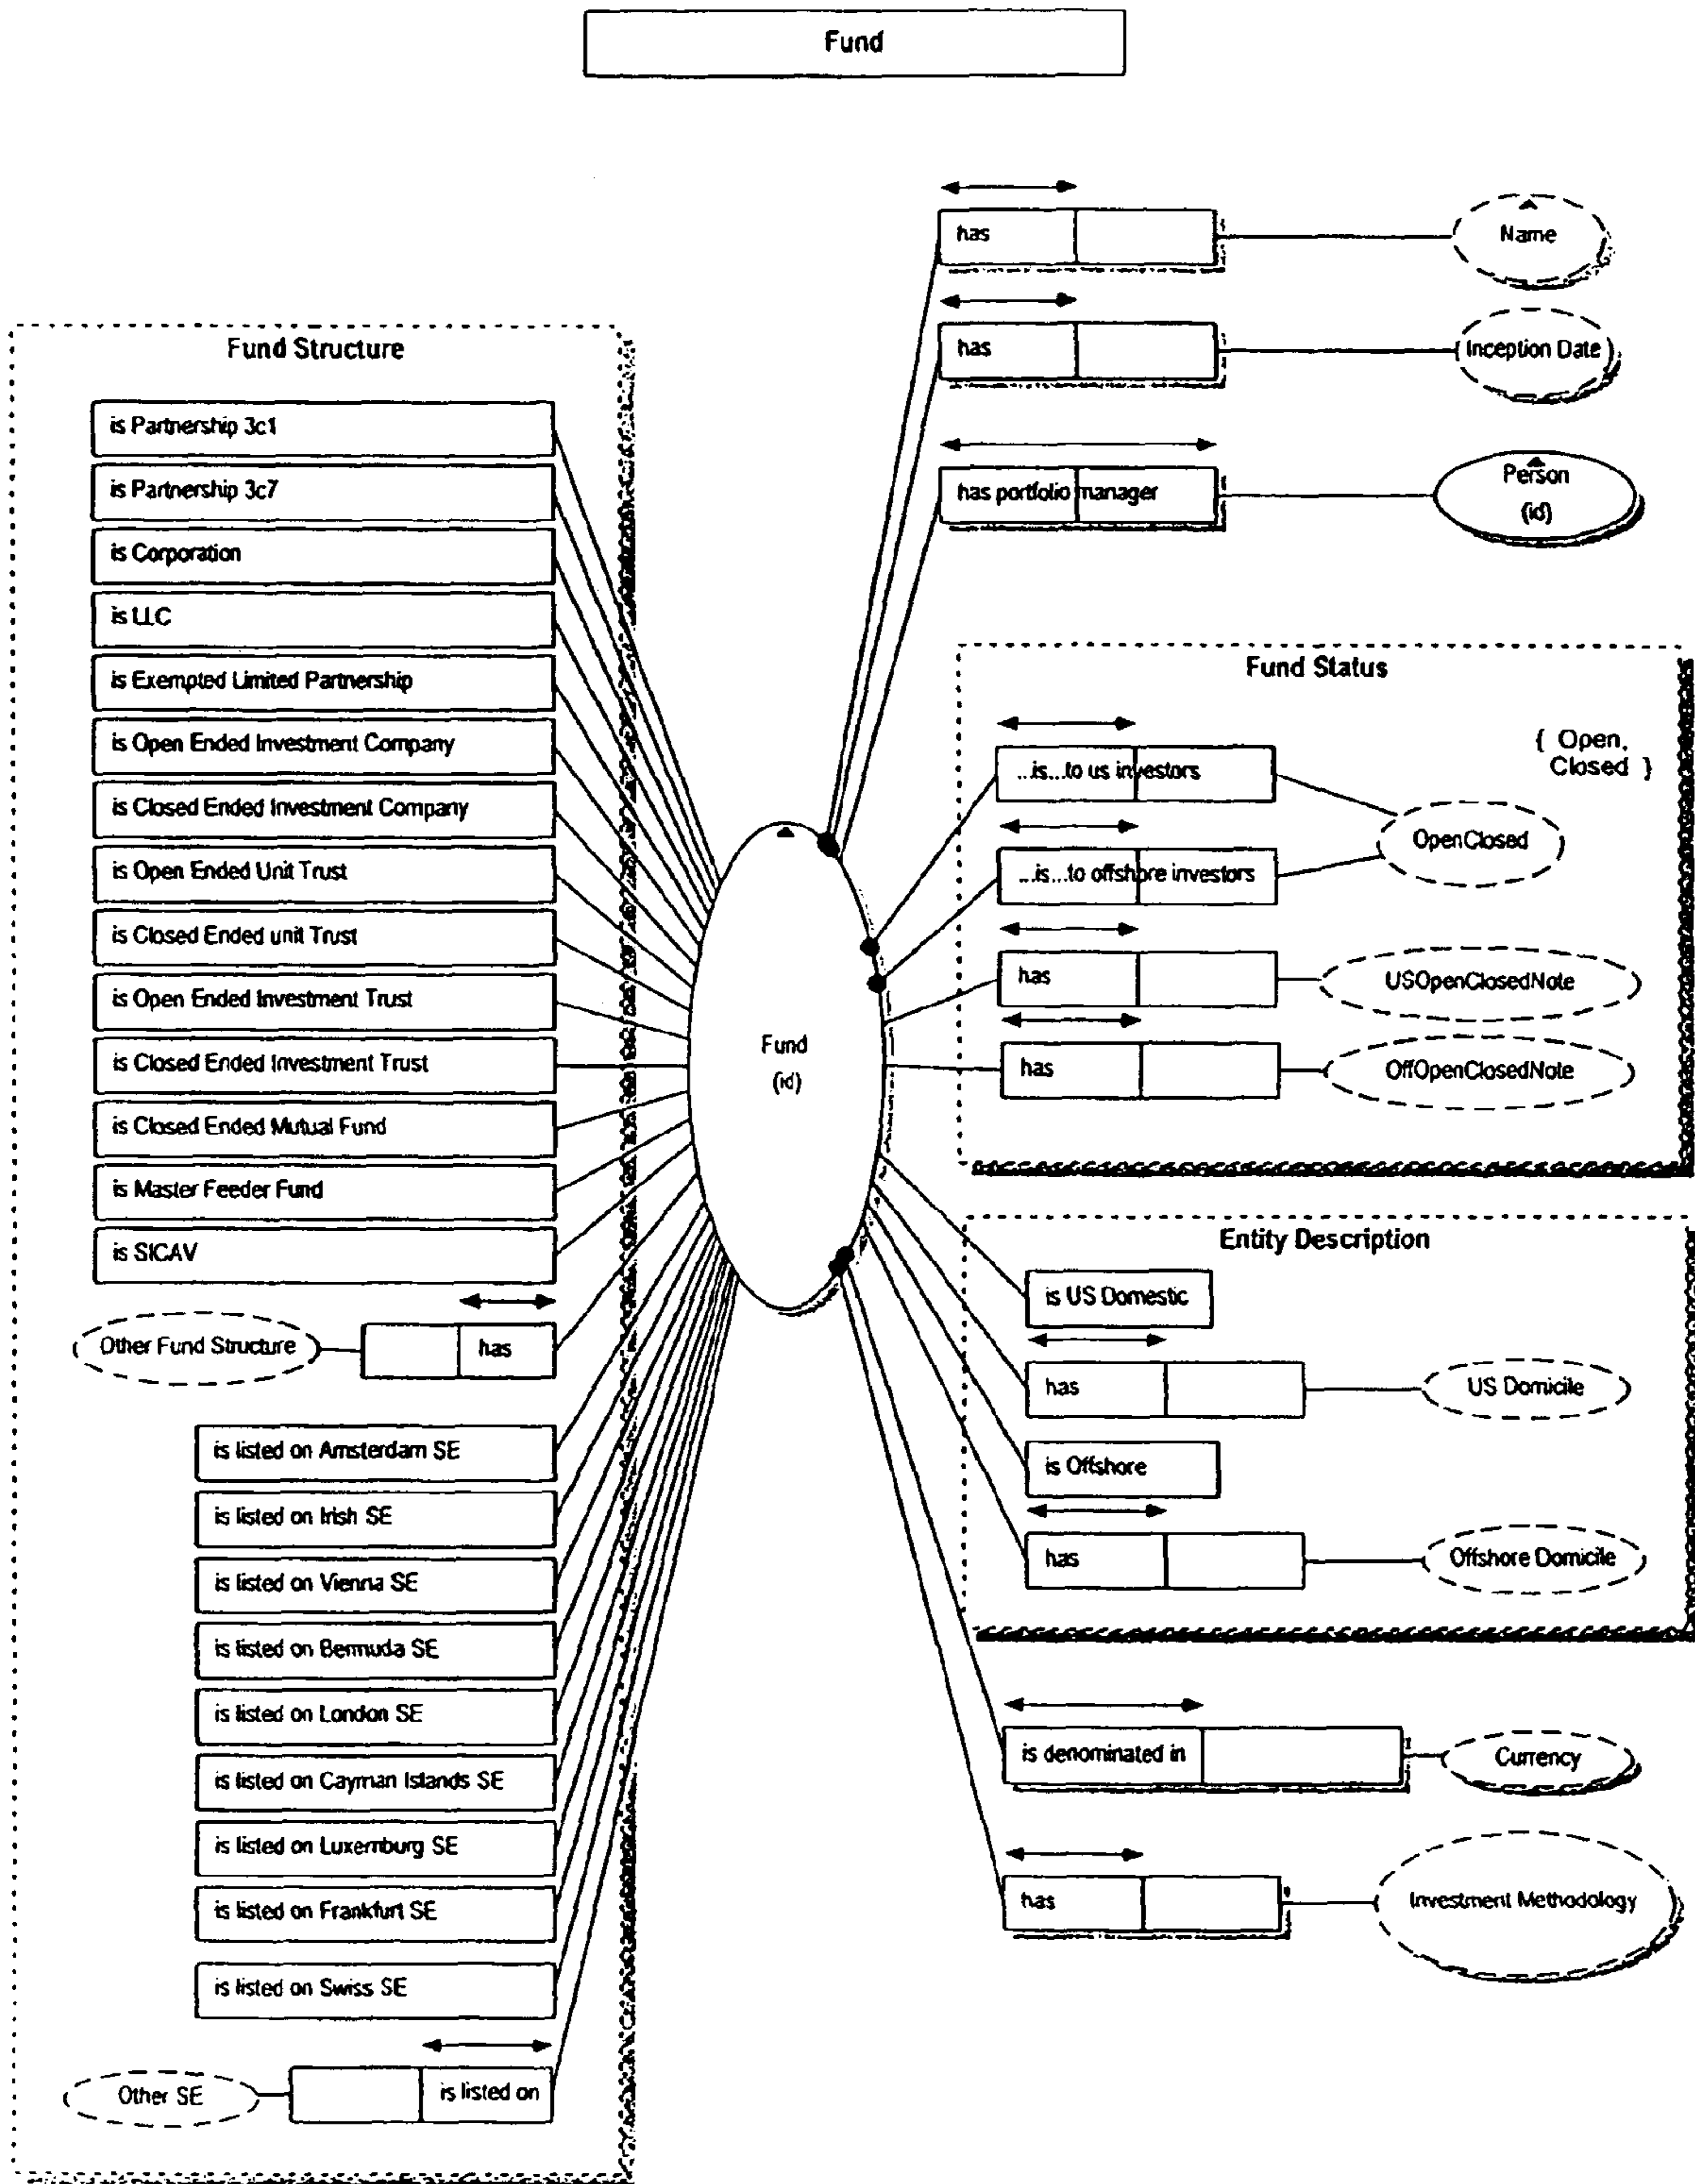 Fund
has
Name
has
Inception Date
has portfolio manager
Person
(id)
Fund Structure
is Partnership 3c1
is Partnership 3c7
is Corporation
is LLC
is Exempted Limited Partnership
is Open Ended Investment Company
is Closed Ended Investment Company
is Open Ended Unit Trust
is Closed Ended unit Trust
is Open Ended Investment Trust
is Closed Ended Investment Trust
is Closed Ended Mutual Fund
is Master Feeder Fund
is SICAV
Other Fund Structure
has
is listed on Amsterdam SE
is listed on Irish SE
is listed on Vienna SE
is listed on Bermuda SE
is listed on London SE
is listed on Cayman Islands SE
is listed on Luxemburg SE
is listed on Frankfurt SE
is listed on Swiss SE
Other SE
is listed on
Fund
(id)
Fund Status
{ Open,
Closed }
...is...to us investors
OpenClosed
...is...to offshore investors
has
USOpenClosedNote
has
OffOpenClosedNote
Entity Description
is US Domestic
has
US Domicile
is Offshore
has
Offshore Domicile
is denominated in
Currency
has
Investment Methodology